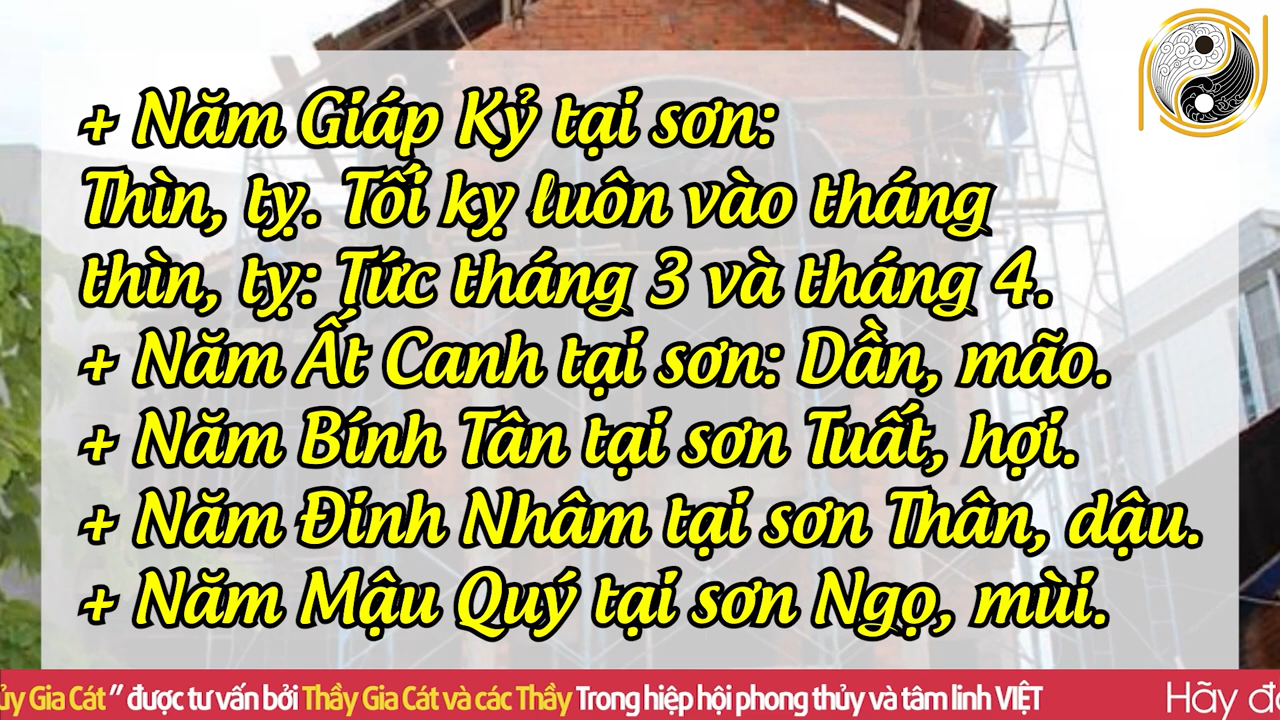 + Năm Giáp Kỷ tại sơn:
Thìn, tỵ. Tối kỵ luôn vào tháng
thìn, tỵ: Tức tháng 3 và tháng 4.
+ Năm Ất Canh tại sơn: Dần, mão.
+ Năm Bính Tân tại sơn Tuất, hợi.
+ Năm Đinh Nhâm tại sơn Thân, dậu.
+ Năm Mậu Quý tại sơn Ngọ, mùi.
Gia Cát" được tư vấn bởi Thầy Gia Cát và các Thầy Trong hiệp hội phong thủy và tâm linh VIỆT Hãy